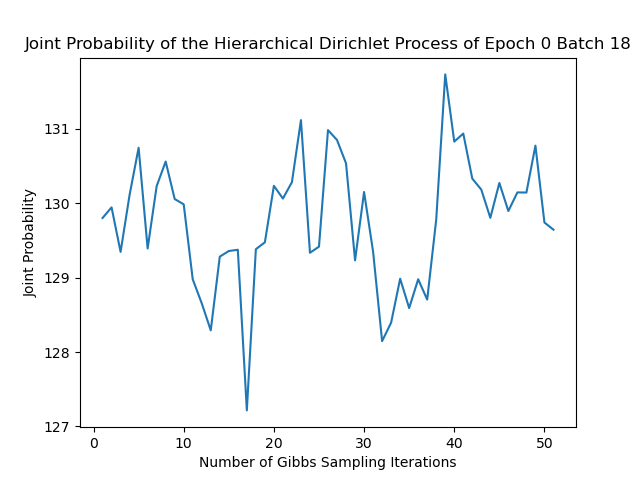 Joint Probability of the Hierarchical Dirichlet Process of Epoch 0 Batch 18
131
130
129
128
127
Joint Probability
0 10 20 30 40 50
Number of Gibbs Sampling Iterations